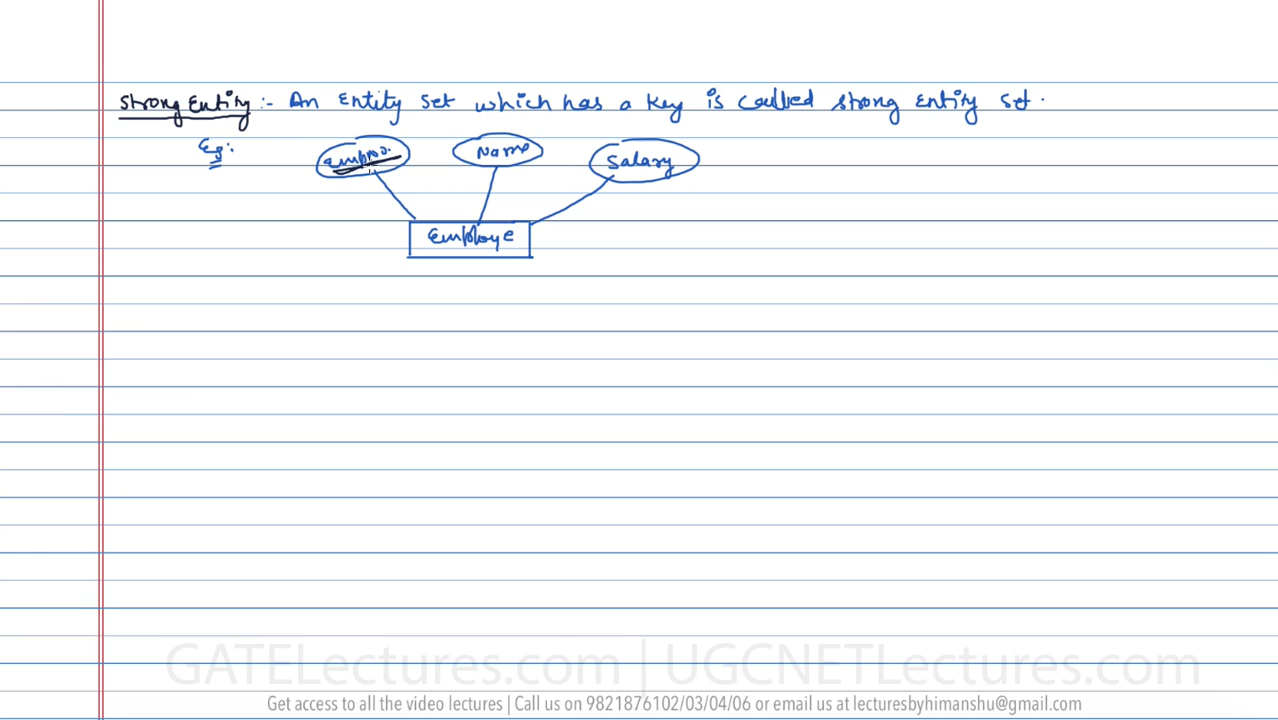 Strong Entity :- An Entity set which has a key is called strong entity set.
Eg:
empno. Name Salary
Employe
GATELectures.com | UGCNETLectures.com
Get access to all the video lectures | Call us on 9821876102/03/04/06 or email us at lecturesbyhimanshu@gmail.com